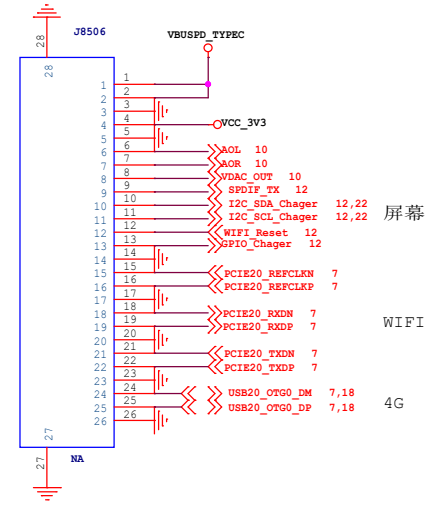 J8506
28
28
VBUSPD_TYPEC
1 1
2 2
3 3
4 4 VCC_3V3
5 5
6 6 AOL 10
7 7 AOR 10
8 8 VDAC_OUT 10
9 9 SPDIF_TX 12
10 10 I2C_SDA_Chager 12,22
11 11 I2C_SCL_Chager 12,22 屏幕
12 12 WIFI_Reset 12
13 13 GPIO_Chager 12
14 14
15 15 PCIE20_REFCLKN 7
16 16 PCIE20_REFCLKP 7
17 17
18 18 PCIE20_RXDN 7
19 19 PCIE20_RXDP 7 WIFI
20 20
21 21 PCIE20_TXDN 7
22 22 PCIE20_TXDP 7
23 23
24 24 USB20_OTG0_DM 7,18
25 25 USB20_OTG0_DP 7,18 4G
26 26
27
27
NA